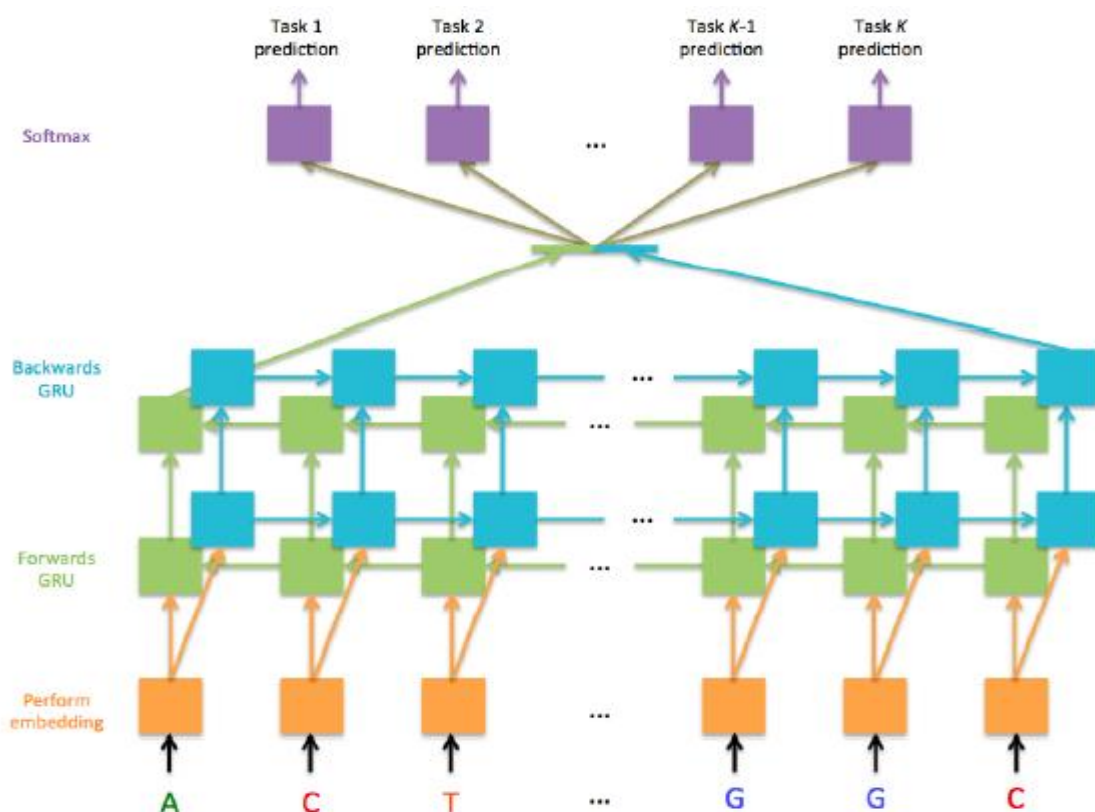 Task 1
prediction
Task 2
prediction
Task K-1
prediction
Task K
prediction
Softmax
...
Backwards
GRU
...
...
Forwards
GRU
...
...
Perform
embedding
...
A C T ... G G C